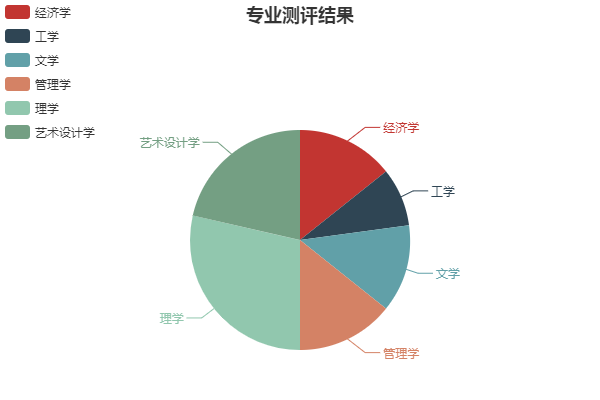 专业测评结果
经济学
工学
文学
管理学
理学
艺术设计学
经济学
艺术设计学
工学
文学
理学
管理学